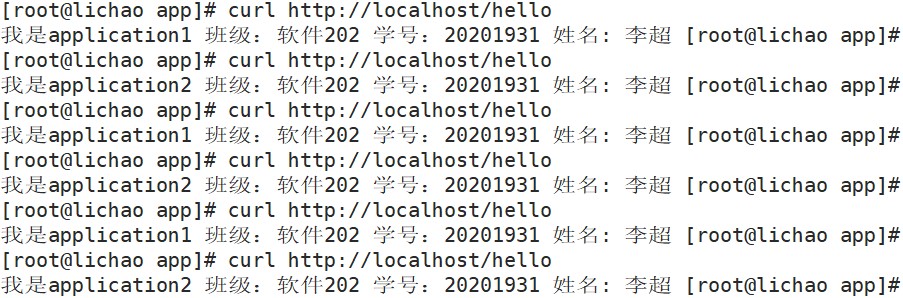 [root@lichao app]# curl http://localhost/hello
我是application1 班级：软件202 学号：20201931 姓名: 李超 [root@lichao app]#
[root@lichao app]# curl http://localhost/hello
我是application2 班级：软件202 学号：20201931 姓名: 李超 [root@lichao app]#
[root@lichao app]# curl http://localhost/hello
我是application1 班级：软件202 学号：20201931 姓名: 李超 [root@lichao app]#
[root@lichao app]# curl http://localhost/hello
我是application2 班级：软件202 学号：20201931 姓名: 李超 [root@lichao app]#
[root@lichao app]# curl http://localhost/hello
我是application1 班级：软件202 学号：20201931 姓名: 李超 [root@lichao app]#
[root@lichao app]# curl http://localhost/hello
我是application2 班级：软件202 学号：20201931 姓名: 李超 [root@lichao app]#